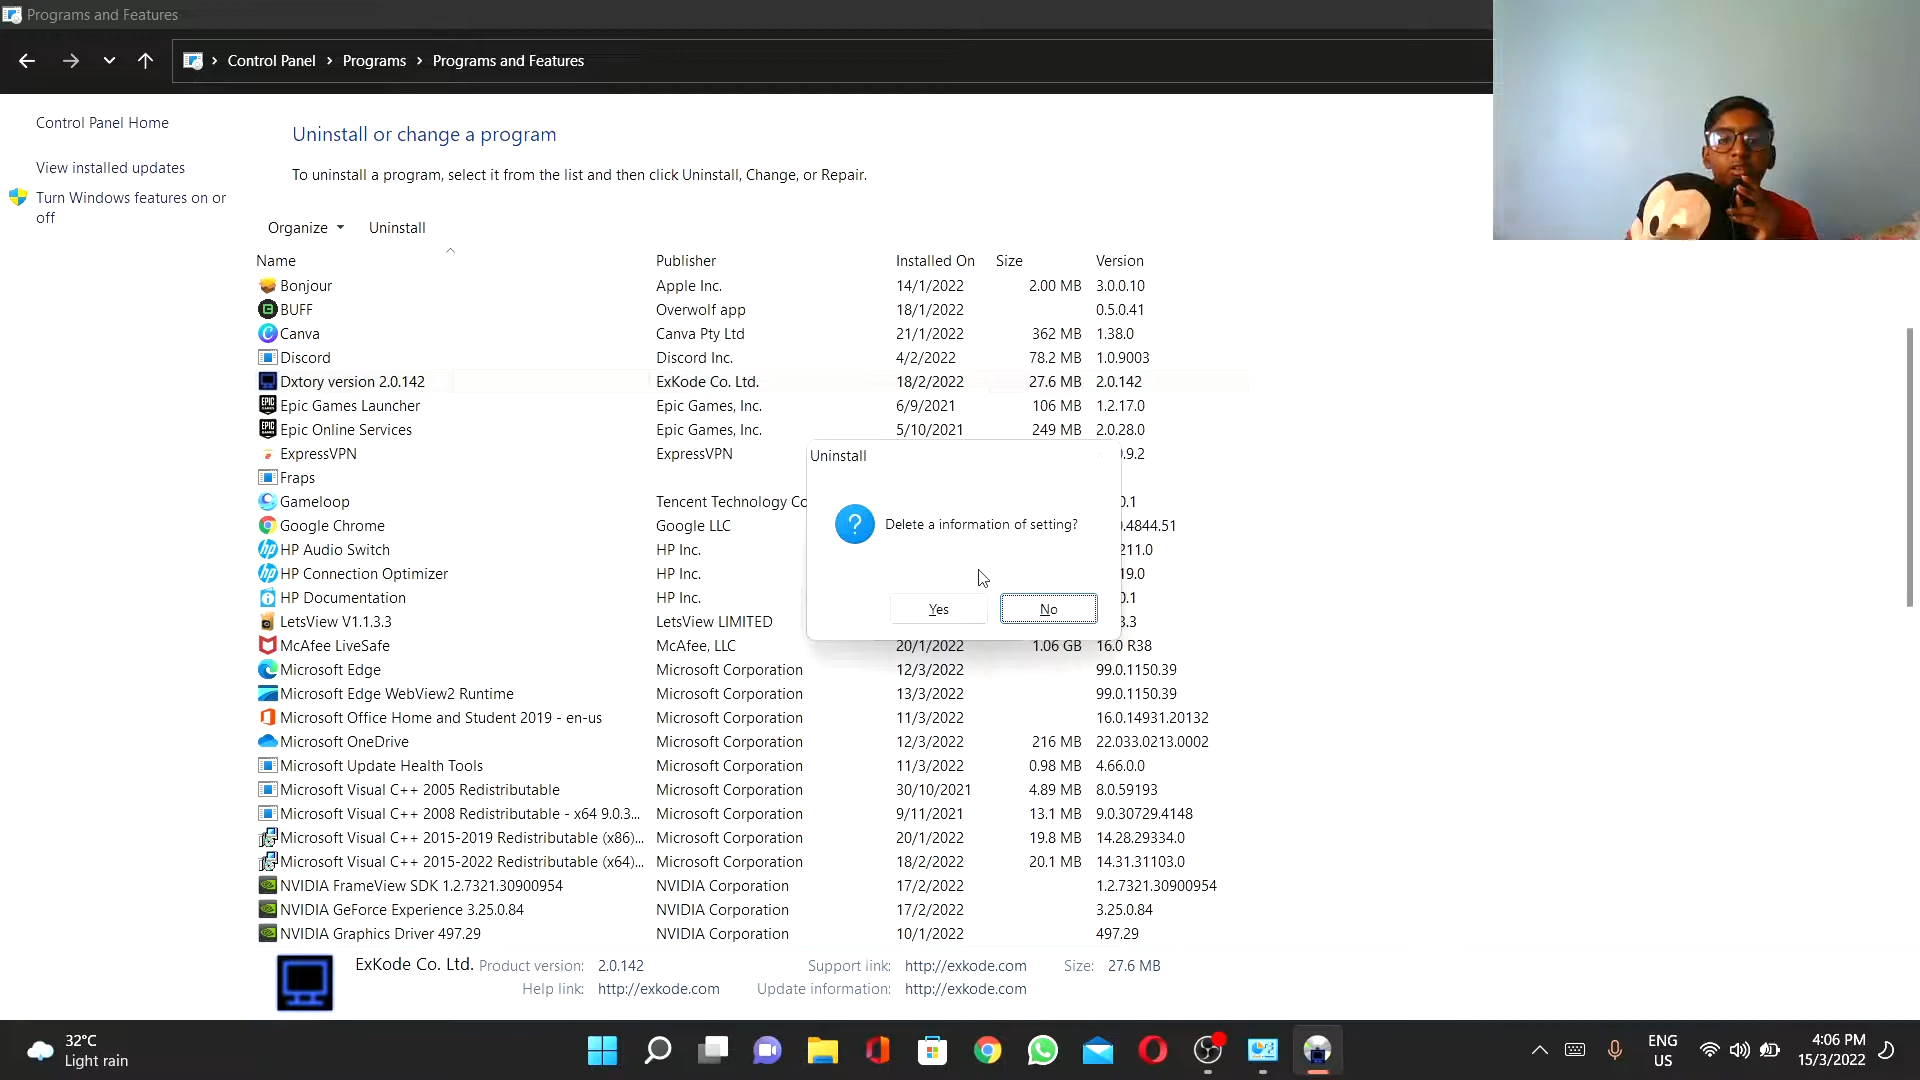 Programs and Features
Control Panel › Programs › Programs and Features
Control Panel Home
View installed updates
Turn Windows features on or
off
Uninstall or change a program
To uninstall a program, select it from the list and then click Uninstall, Change, or Repair.
Organize Uninstall
Name Publisher Installed On Size Version
Bonjour Apple Inc. 14/1/2022 2.00 MB 3.0.0.10
BUFF Overwolf app 18/1/2022 0.5.0.41
Canva Canva Pty Ltd 21/1/2022 362 MB 1.38.0
Discord Discord Inc. 4/2/2022 78.2 MB 1.0.9003
Dxtory version 2.0.142 ExKode Co. Ltd. 18/2/2022 27.6 MB 2.0.142
Epic Games Launcher Epic Games, Inc. 6/9/2021 106 MB 1.2.17.0
Epic Online Services Epic Games, Inc. 5/10/2021 249 MB 2.0.28.0
ExpressVPN ExpressVPN .9.2
Fraps
Gameloop Tencent Technology Co 0.1
Google Chrome Google LLC .4844.51
HP Audio Switch HP Inc. 211.0
HP Connection Optimizer HP Inc. 19.0
HP Documentation HP Inc. 0.1
LetsView V1.1.3.3 LetsView LIMITED 3.3
McAfee LiveSafe McAfee, LLC 20/1/2022 1.06 GB 16.0 R38
Microsoft Edge Microsoft Corporation 12/3/2022 99.0.1150.39
Microsoft Edge WebView2 Runtime Microsoft Corporation 13/3/2022 99.0.1150.39
Microsoft Office Home and Student 2019 - en-us Microsoft Corporation 11/3/2022 16.0.14931.20132
Microsoft OneDrive Microsoft Corporation 12/3/2022 216 MB 22.033.0213.0002
Microsoft Update Health Tools Microsoft Corporation 11/3/2022 0.98 MB 4.66.0.0
Microsoft Visual C++ 2005 Redistributable Microsoft Corporation 30/10/2021 4.89 MB 8.0.59193
Microsoft Visual C++ 2008 Redistributable - x64 9.0.3... Microsoft Corporation 9/11/2021 13.1 MB 9.0.30729.4148
Microsoft Visual C++ 2015-2019 Redistributable (x86)... Microsoft Corporation 20/1/2022 19.8 MB 14.28.29334.0
Microsoft Visual C++ 2015-2022 Redistributable (x64)... Microsoft Corporation 18/2/2022 20.1 MB 14.31.31103.0
NVIDIA FrameView SDK 1.2.7321.30900954 NVIDIA Corporation 17/2/2022 1.2.7321.30900954
NVIDIA GeForce Experience 3.25.0.84 NVIDIA Corporation 17/2/2022 3.25.0.84
NVIDIA Graphics Driver 497.29 NVIDIA Corporation 10/1/2022 497.29
Uninstall
Delete a information of setting?
Yes No
ExKode Co. Ltd. Product version: 2.0.142 Support link: http://exkode.com Size: 27.6 MB
Help link: http://exkode.com Update information: http://exkode.com
32°C
Light rain
ENG
US
4:06 PM
15/3/2022